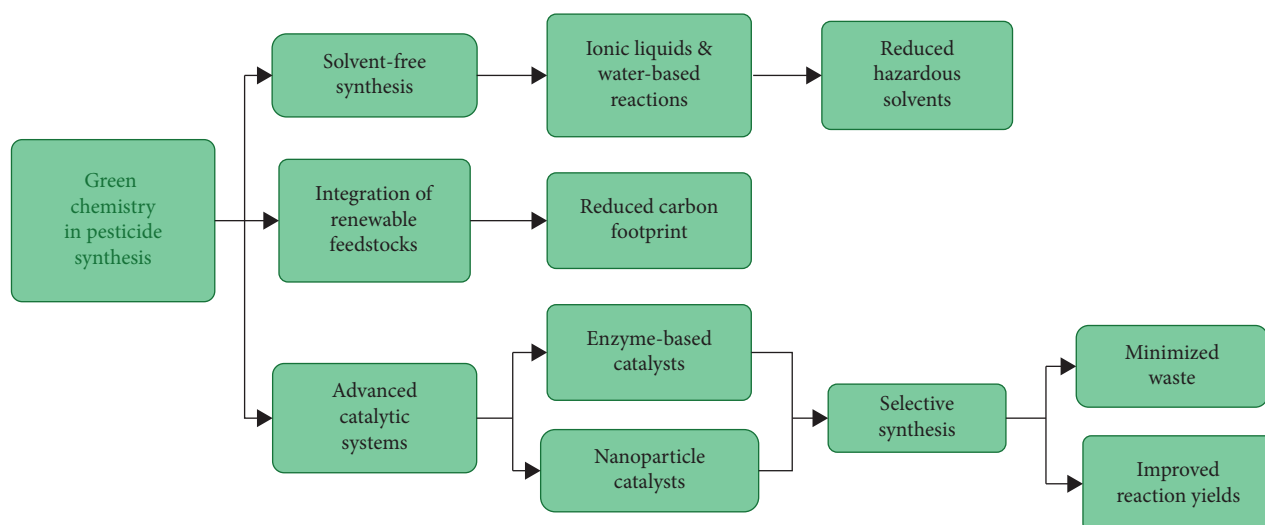 Green
chemistry
in pesticide
synthesis
Solvent-free
synthesis
Ionic liquids &
water-based
reactions
Reduced
hazardous
solvents
Integration of
renewable
feedstocks
Reduced carbon
footprint
Advanced
catalytic
systems
Enzyme-based
catalysts
Nanoparticle
catalysts
Selective
synthesis
Minimized
waste
Improved
reaction yields